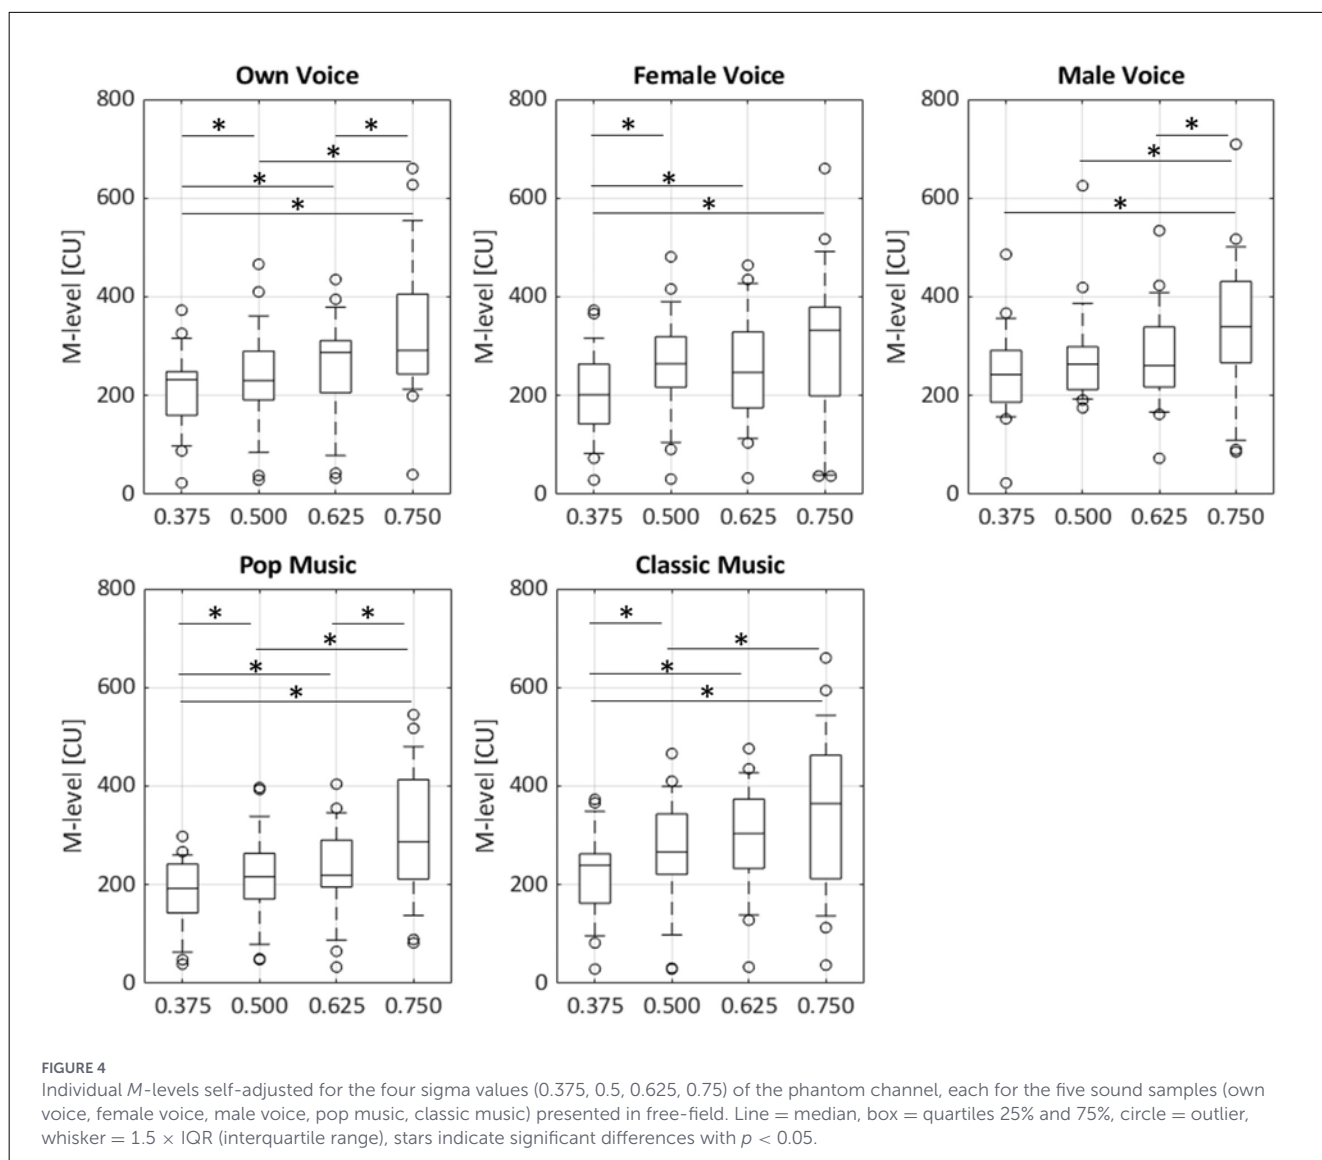 Own Voice
Female Voice
Male Voice
800
600
400
200
0
M-level [CU]
* *
*
*
*
0.375 0.500 0.625 0.750
800
600
400
200
0
M-level [CU]
*
*
*
0.375 0.500 0.625 0.750
800
600
400
200
0
M-level [CU]
*
*
*
0.375 0.500 0.625 0.750
Pop Music
Classic Music
800
600
400
200
0
M-level [CU]
* *
*
*
*
0.375 0.500 0.625 0.750
800
600
400
200
0
M-level [CU]
*
*
*
*
0.375 0.500 0.625 0.750
FIGURE 4
Individual M-levels self-adjusted for the four sigma values (0.375, 0.5, 0.625, 0.75) of the phantom channel, each for the five sound samples (own
voice, female voice, male voice, pop music, classic music) presented in free-field. Line = median, box = quartiles 25% and 75%, circle = outlier,
whisker = 1.5 × IQR (interquartile range), stars indicate significant differences with p < 0.05.